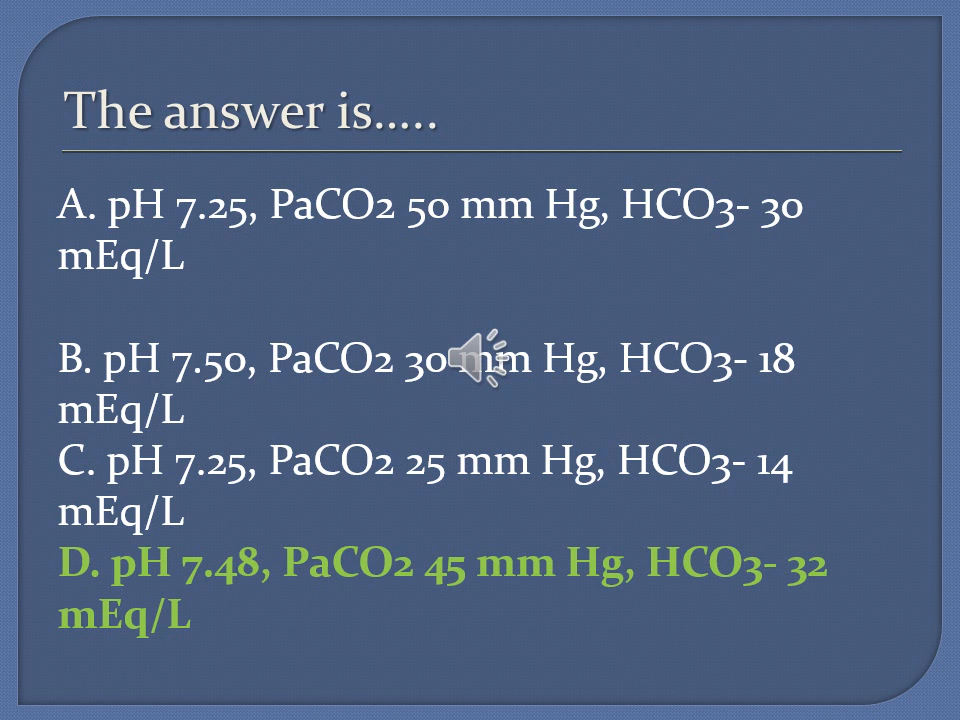 The answer is…..
A. pH 7.25, PaCO2 50 mm Hg, HCO3- 30
mEq/L
B. pH 7.50, PaCO2 30 mm Hg, HCO3- 18
mEq/L
C. pH 7.25, PaCO2 25 mm Hg, HCO3- 14
mEq/L
D. pH 7.48, PaCO2 45 mm Hg, HCO3- 32
mEq/L